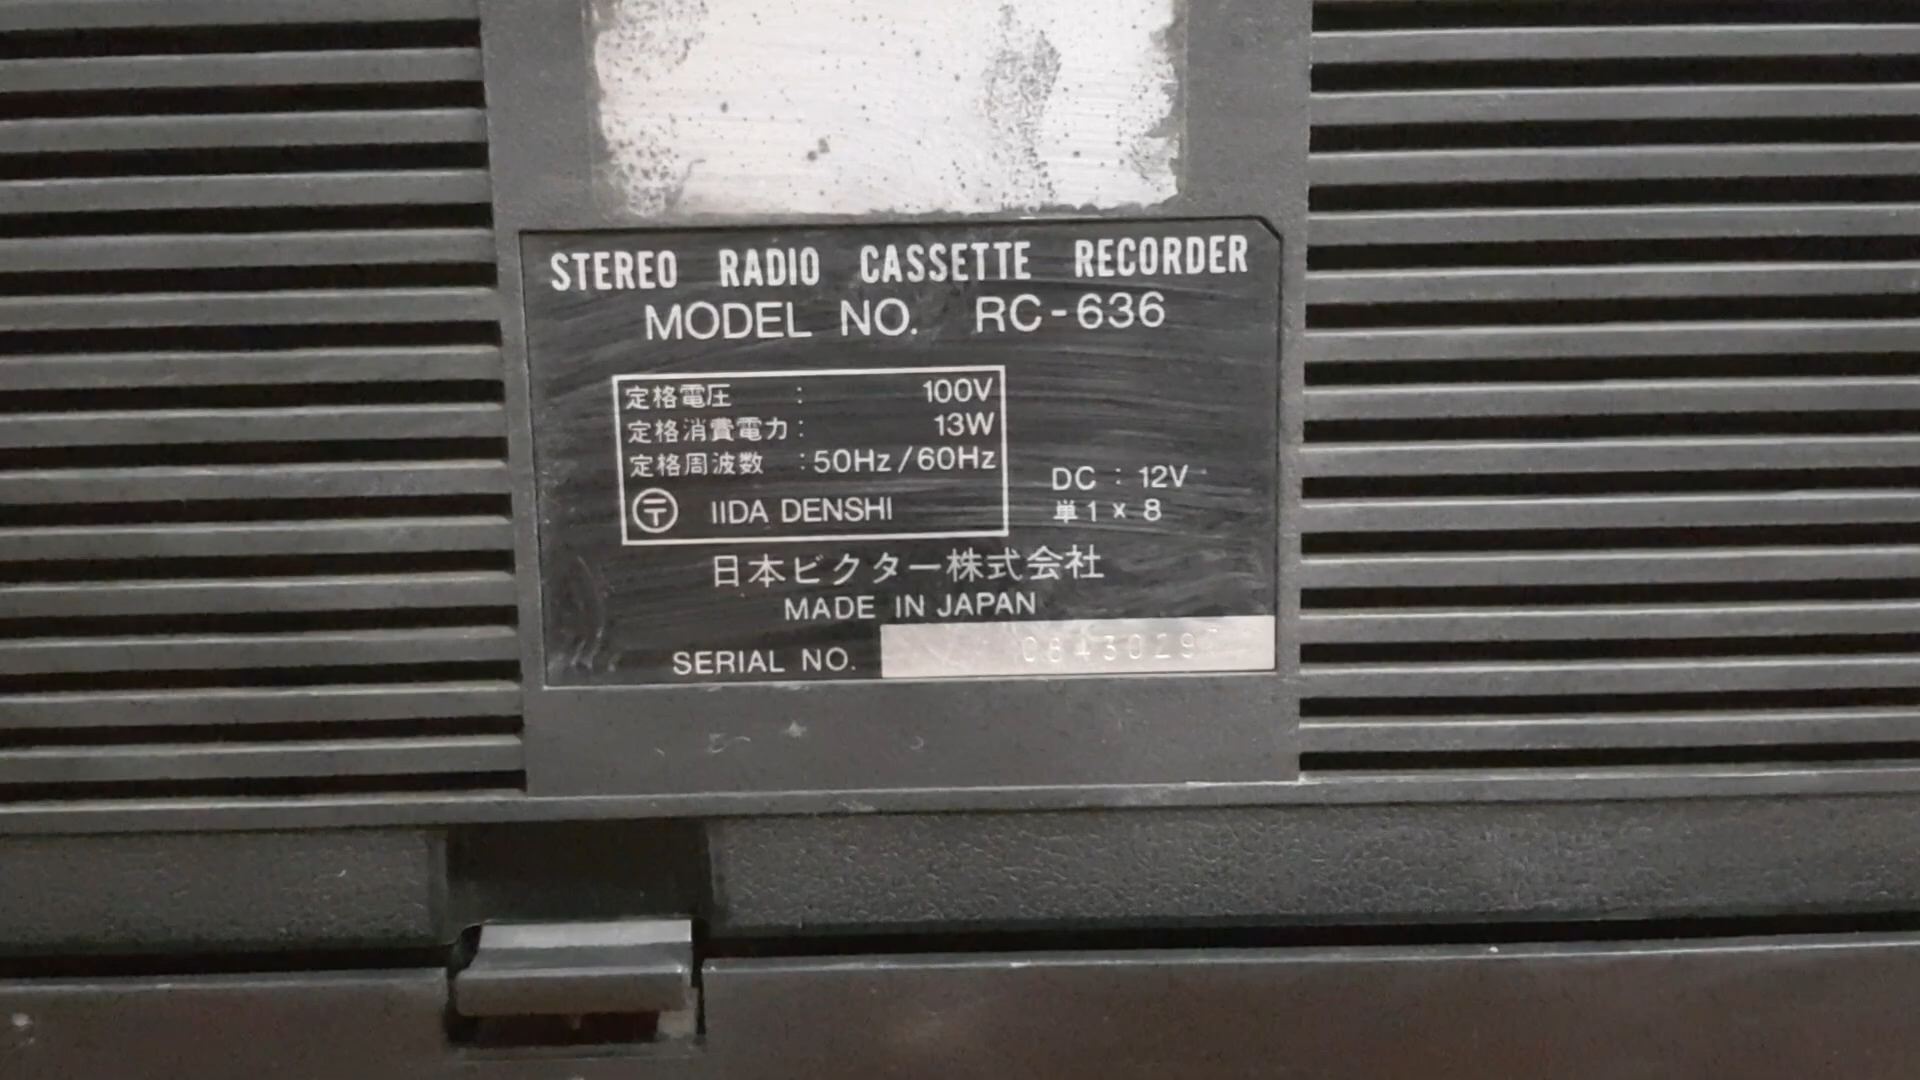 STEREO RADIO CASSETTE RECORDER
MODEL NO. RC-636
定格電圧 : 100V
定格消費電力 : 13W
定格周波数 : 50Hz/60Hz
〒 IIDA DENSHI
DC : 12V
単1 × 8
日本ビクター株式会社
MADE IN JAPAN
SERIAL NO.